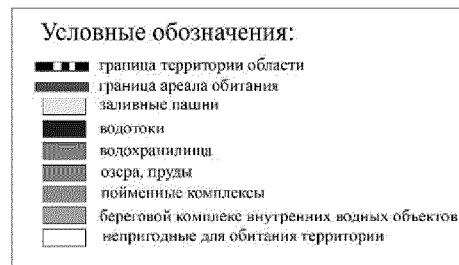 Условные обозначения:
граница территории области
граница ареала обитания
заливные пашни
водотоки
водохранилища
озера, пруды
пойменные комплексы
береговой комплекс внутренних водных объектов
непригодные для обитания территории